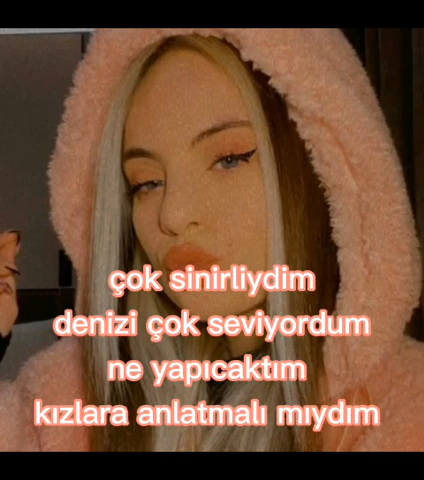 çok sinirliydim
denizi çok seviyordum
ne yapıcaktım
kızlara anlatmalı mıydım